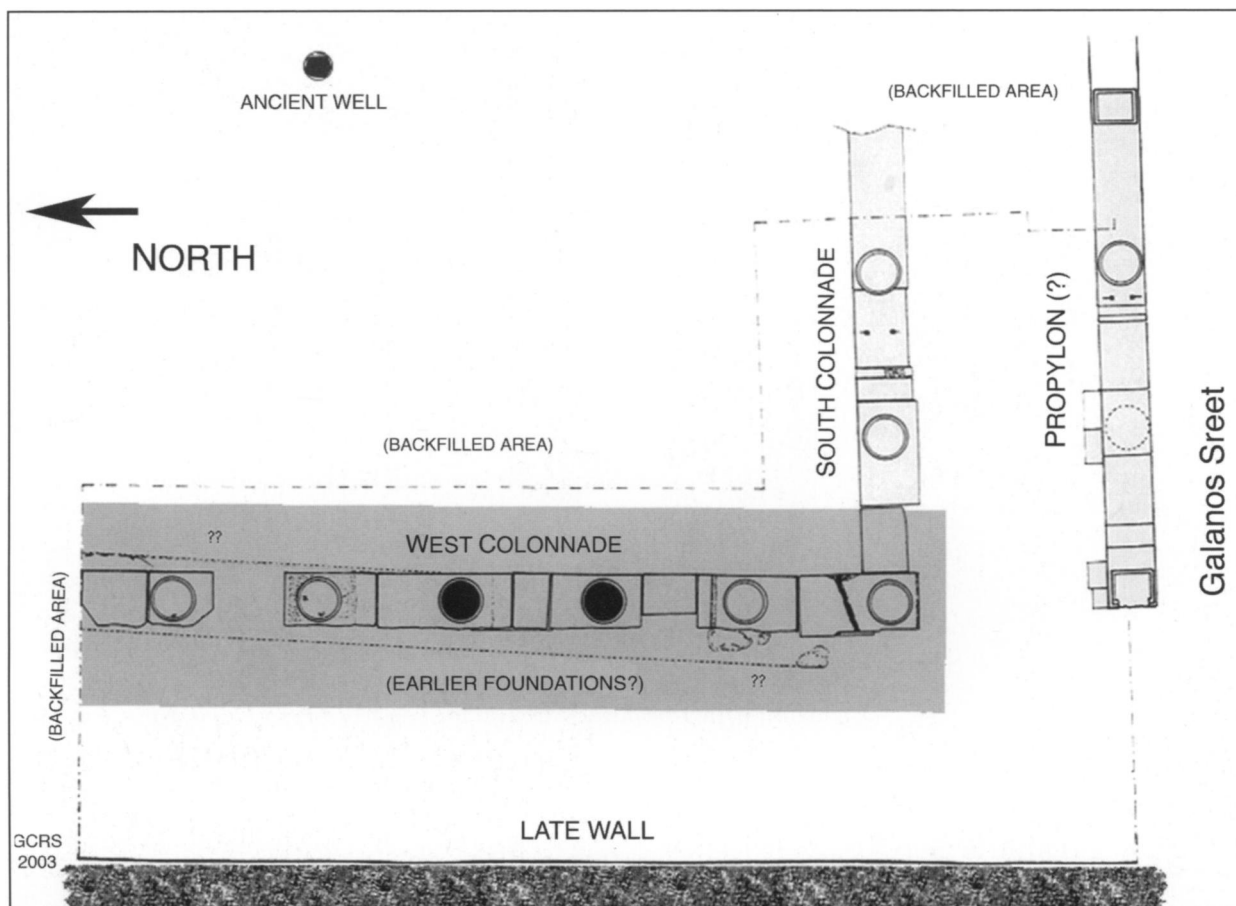 ANCIENT WELL
(BACKFILLED AREA)
NORTH
SOUTH COLONNADE
PROPYLON (?)
Galanos Sreet
(BACKFILLED AREA)
??
WEST COLONNADE
(BACKFILLED AREA)
(EARLIER FOUNDATIONS?)
??
LATE WALL
GCRS
2003